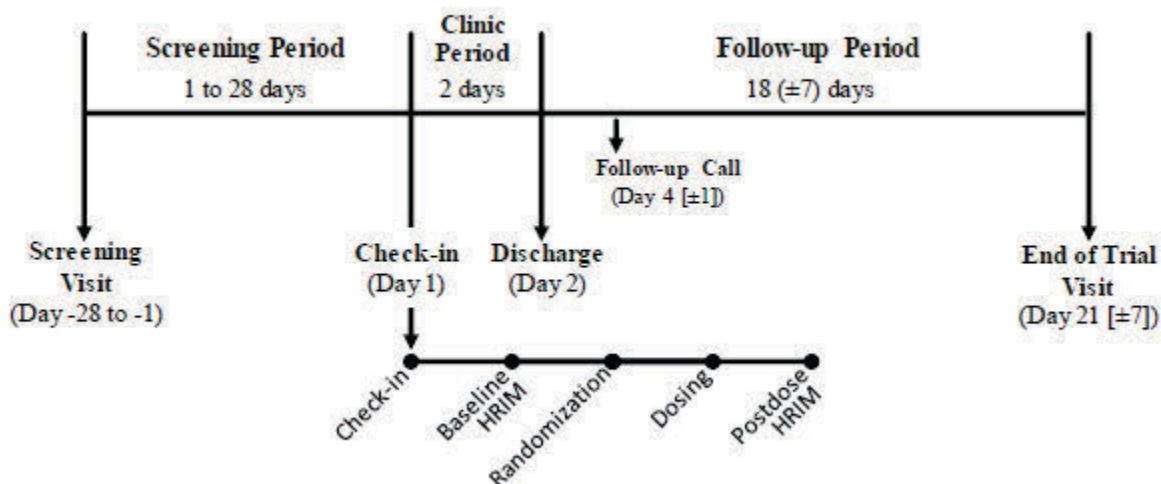 Screening Period
1 to 28 days
Clinic
Period
2 days
Follow-up Period
18 (±7) days
Follow-up Call
(Day 4 [±1])
Screening
Visit
(Day -28 to -1)
Check-in
(Day 1)
Discharge
(Day 2)
End of Trial
Visit
(Day 21 [±7])
Check-in
Baseline
HRIM
Randomization
Dosing
Postdose
HRIM